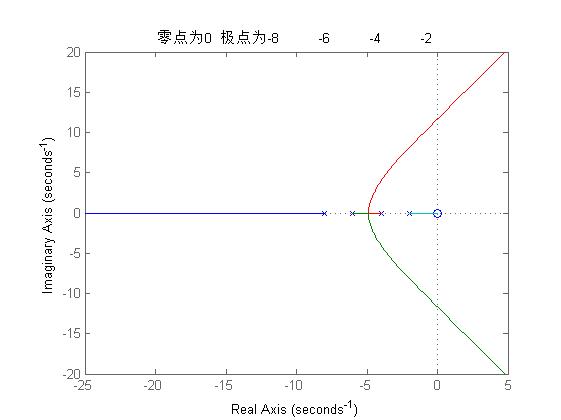 零点为0 极点为-8 -6 -4 -2
20
15
10
5
0
-5
-10
-15
-20
Imaginary Axis (seconds-1)
-25 -20 -15 -10 -5 0 5
Real Axis (seconds-1)